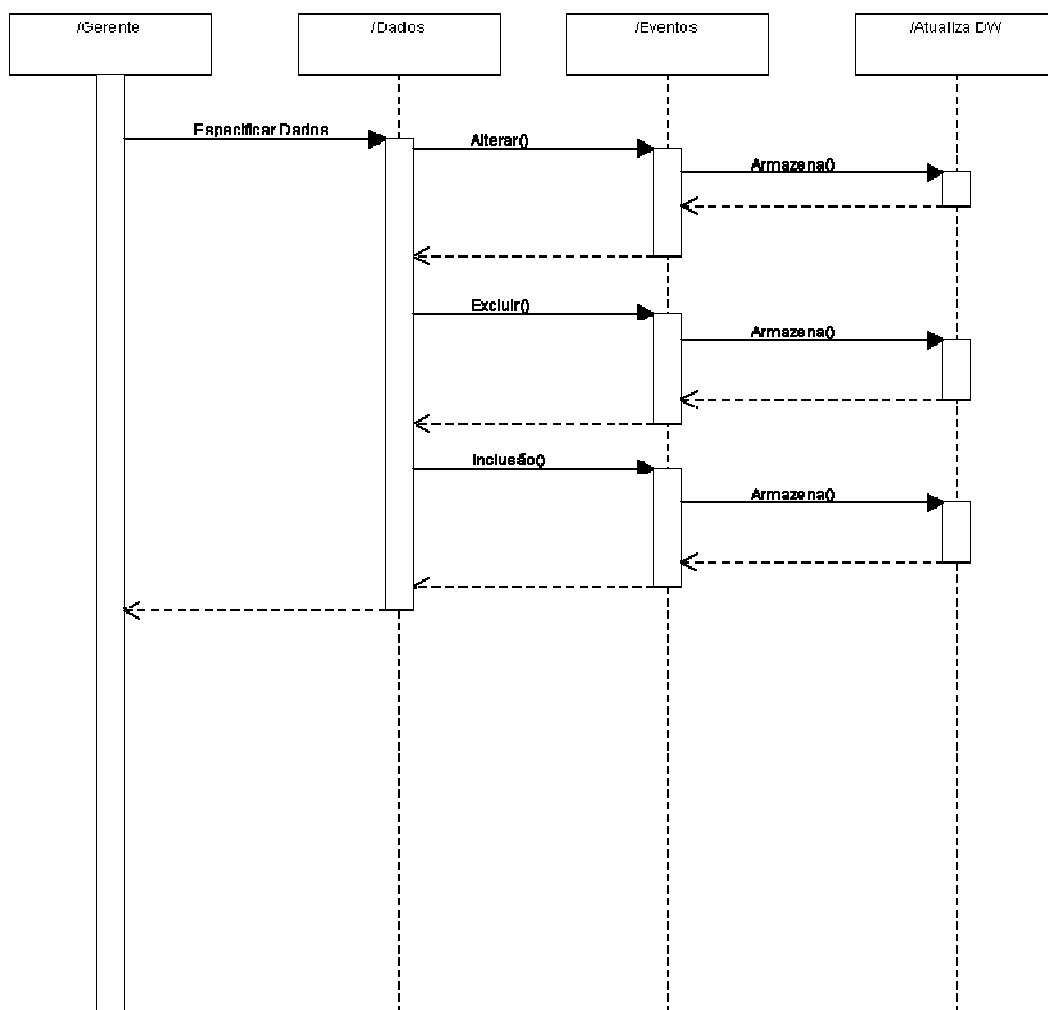 /Gerente
/Dados
/Eventos
/Atualiza DW
Especificar Dados
Alterar()
Armazena()
Excluir()
Armazena()
Inclusão()
Armazena()